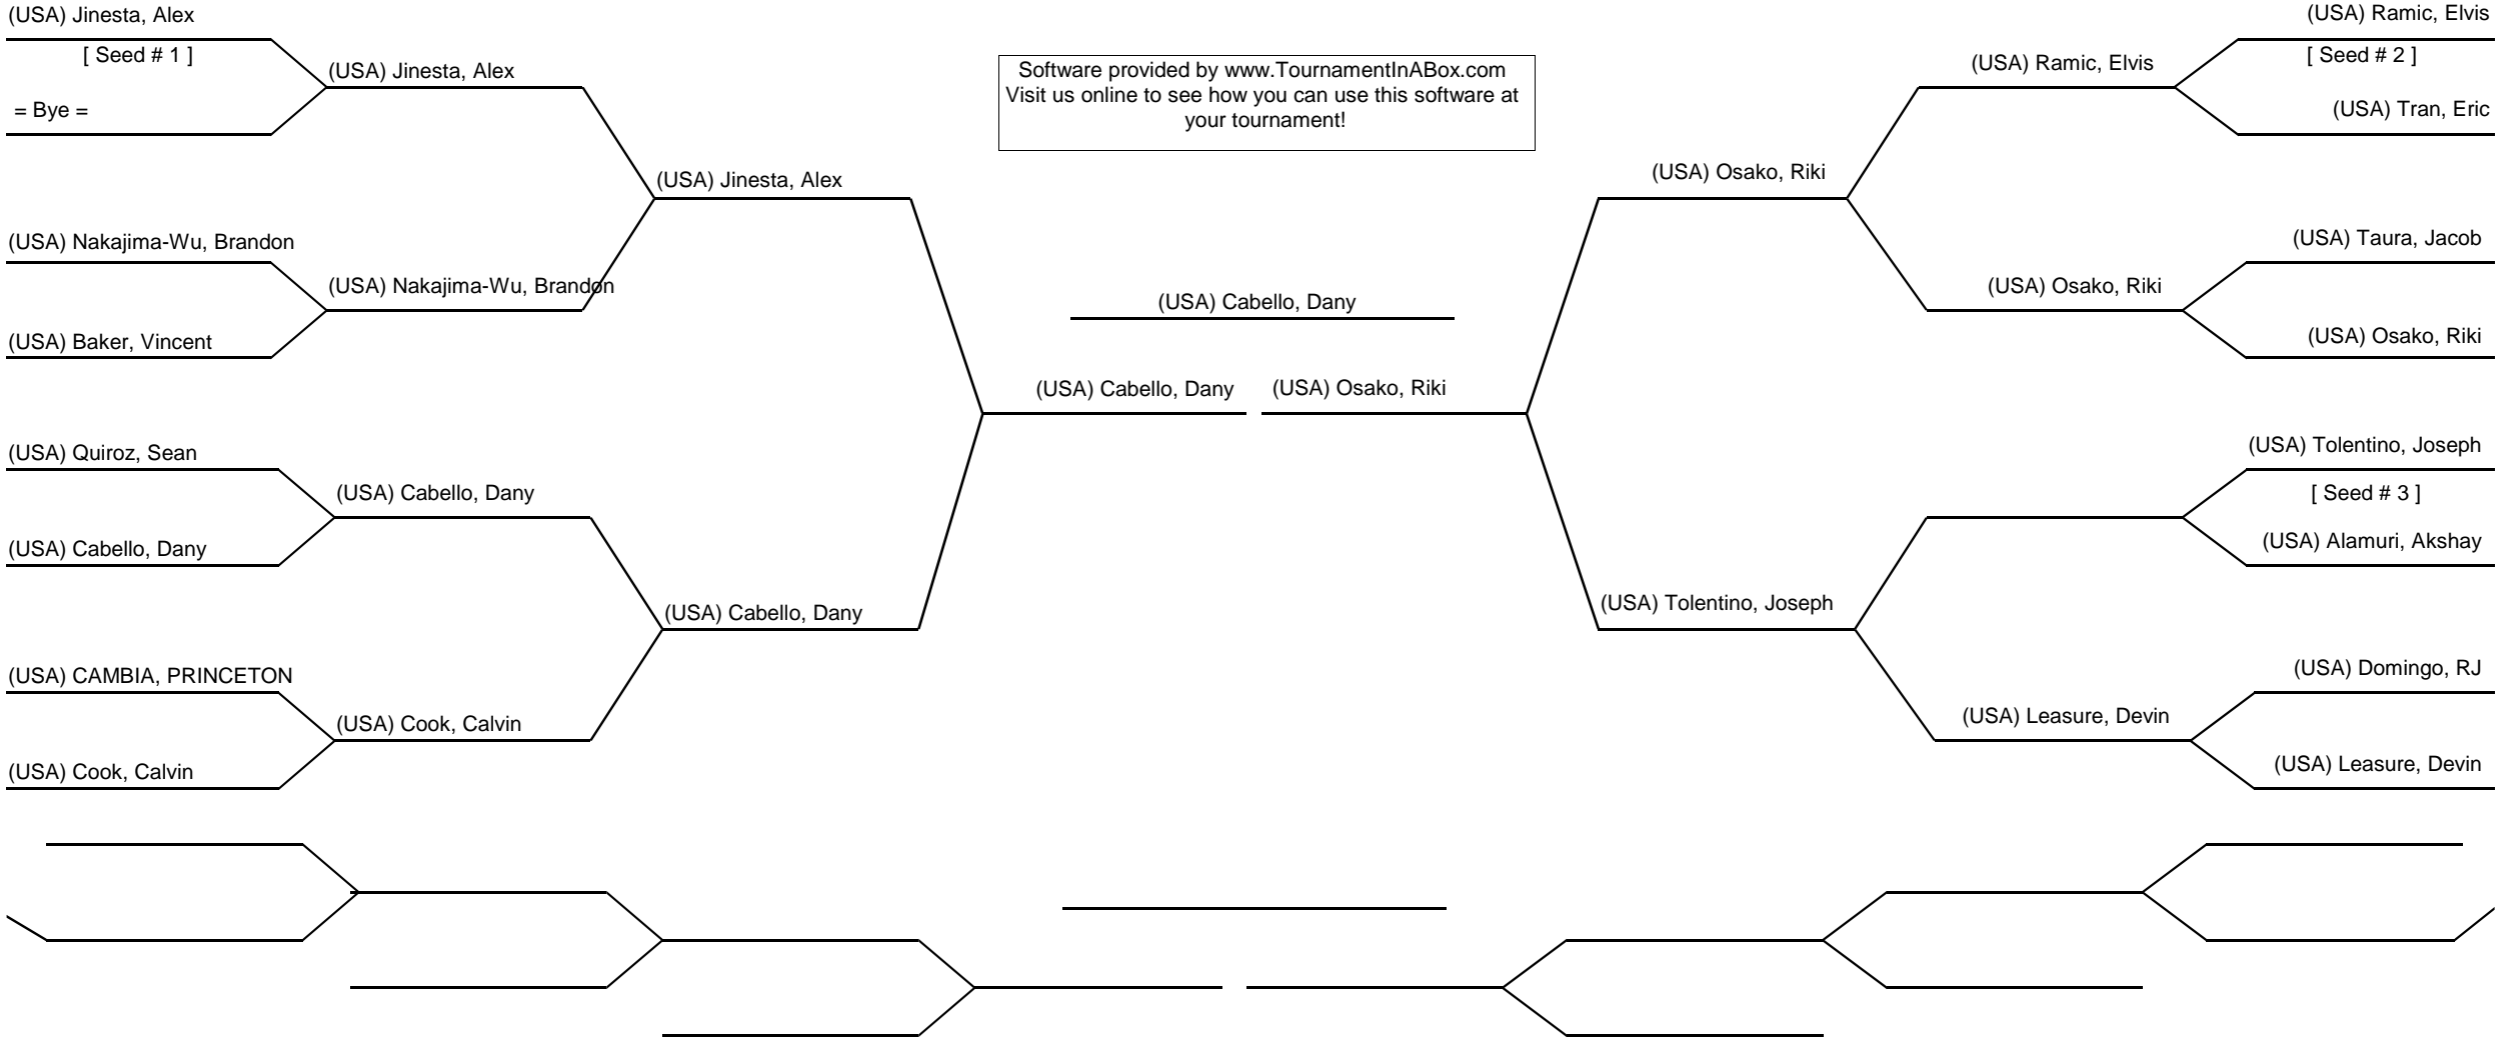 (USA) Jinesta, Alex
[ Seed # 1 ]
= Bye =
(USA) Nakajima-Wu, Brandon
(USA) Baker, Vincent
(USA) Quiroz, Sean
(USA) Cabello, Dany
(USA) CAMBIA, PRINCETON
(USA) Cook, Calvin
(USA) Jinesta, Alex
(USA) Nakajima-Wu, Brandon
(USA) Cabello, Dany
(USA) Cook, Calvin
(USA) Jinesta, Alex
(USA) Cabello, Dany
Software provided by www.TournamentInABox.com
Visit us online to see how you can use this software at
your tournament!
(USA) Cabello, Dany
(USA) Cabello, Dany
(USA) Osako, Riki
(USA) Osako, Riki
(USA) Tolentino, Joseph
(USA) Ramic, Elvis
(USA) Osako, Riki
(USA) Leasure, Devin
(USA) Ramic, Elvis
[ Seed # 2 ]
(USA) Tran, Eric
(USA) Taura, Jacob
(USA) Osako, Riki
(USA) Tolentino, Joseph
[ Seed # 3 ]
(USA) Alamuri, Akshay
(USA) Domingo, RJ
(USA) Leasure, Devin